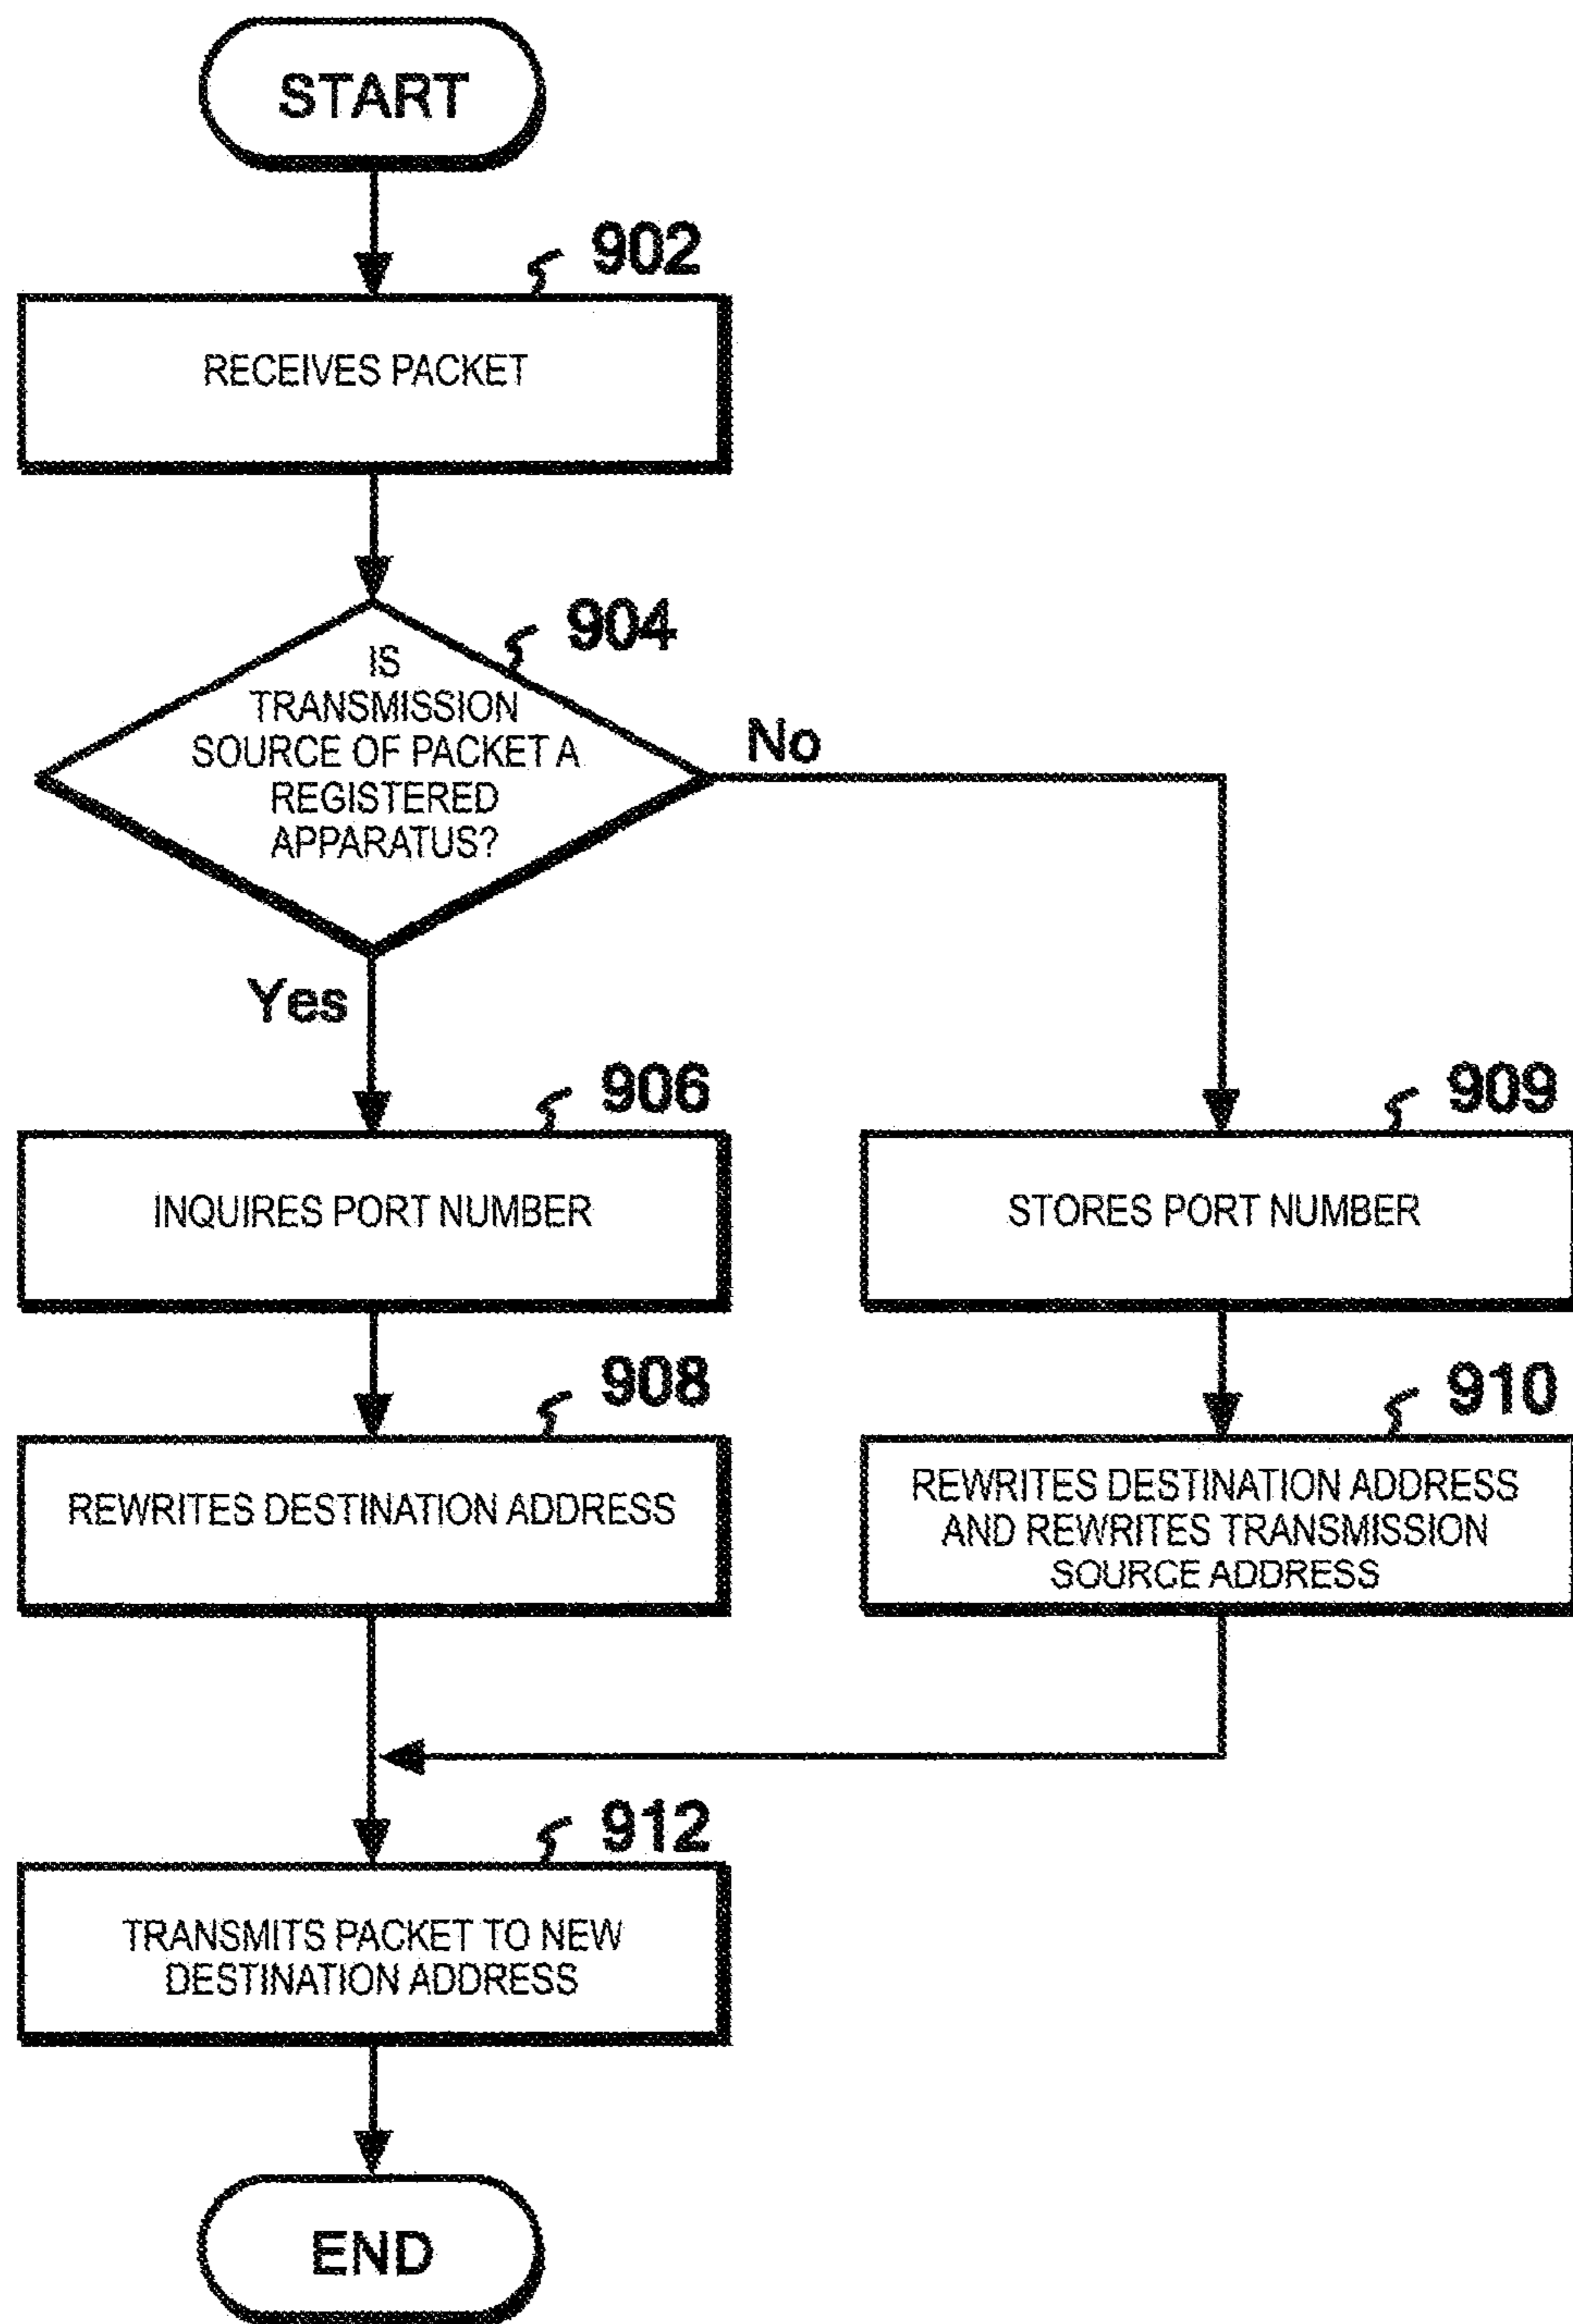 START
902
RECEIVES PACKET
904
IS
TRANSMISSION
SOURCE OF PACKET A
REGISTERED
APPARATUS?
No
Yes
906
INQUIRES PORT NUMBER
909
STORES PORT NUMBER
908
REWRITES DESTINATION ADDRESS
910
REWRITES DESTINATION ADDRESS
AND REWRITES TRANSMISSION
SOURCE ADDRESS
912
TRANSMITS PACKET TO NEW
DESTINATION ADDRESS
END